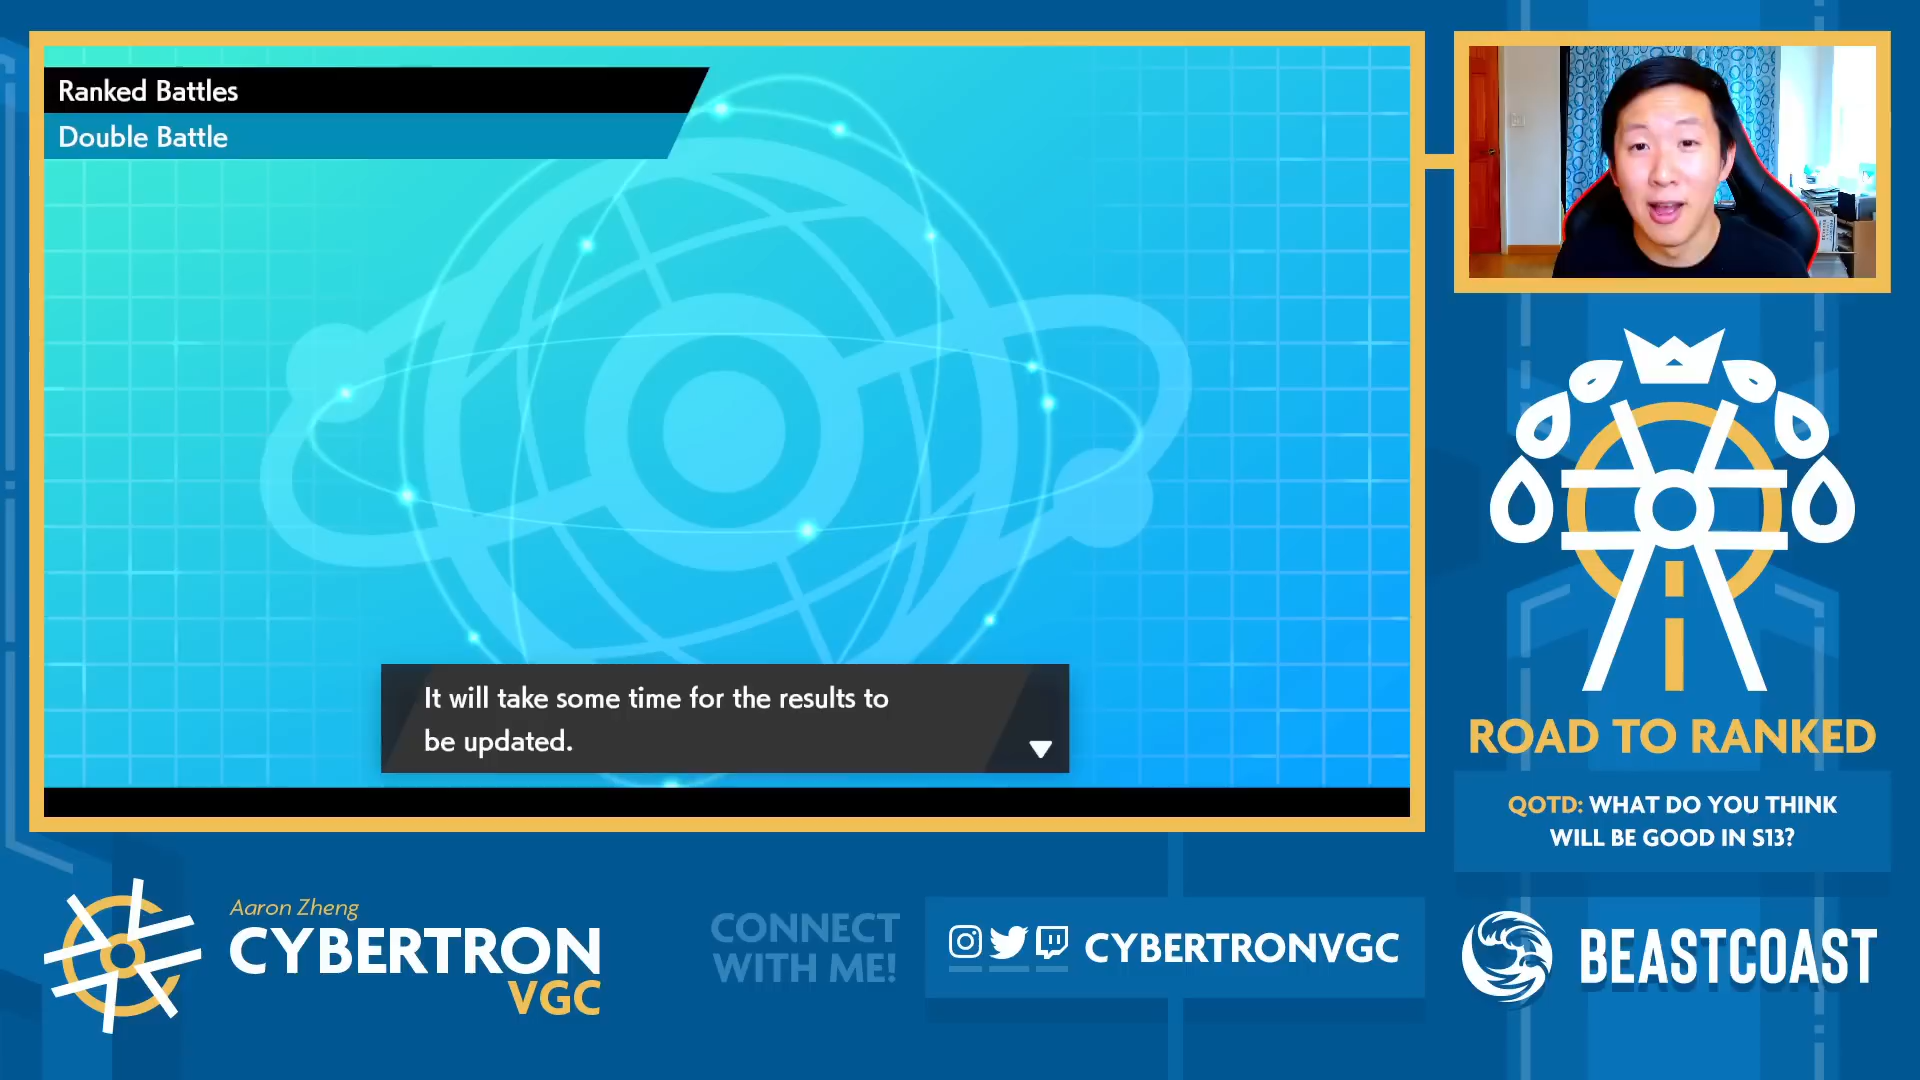 Ranked Battles
Double Battle
It will take some time for the results to
be updated.
ROAD TO RANKED
QOTD: WHAT DO YOU THINK
WILL BE GOOD IN S13?
Aaron Zheng
CYBERTRON
VGC
CONNECT
WITH ME!
CYBERTRONVGC
BEASTCOAST